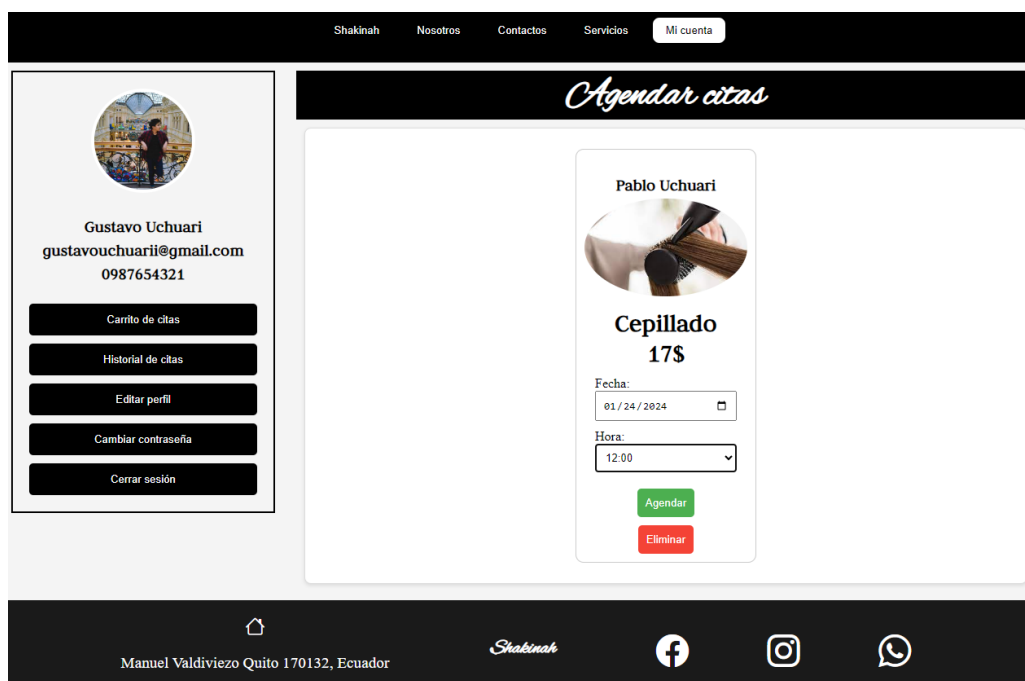 Shakinah Nosotros Contactos Servicios Mi cuenta
Agendar citas
Gustavo Uchuari
gustavouchuarii@gmail.com
0987654321
Carrito de citas
Historial de citas
Editar perfil
Cambiar contraseña
Cerrar sesión
Pablo Uchuari
Cepillado
17$
Fecha:
01/24/2024
Hora:
12:00
Agendar
Eliminar
Manuel Valdiviezo Quito 170132, Ecuador
Shakinah